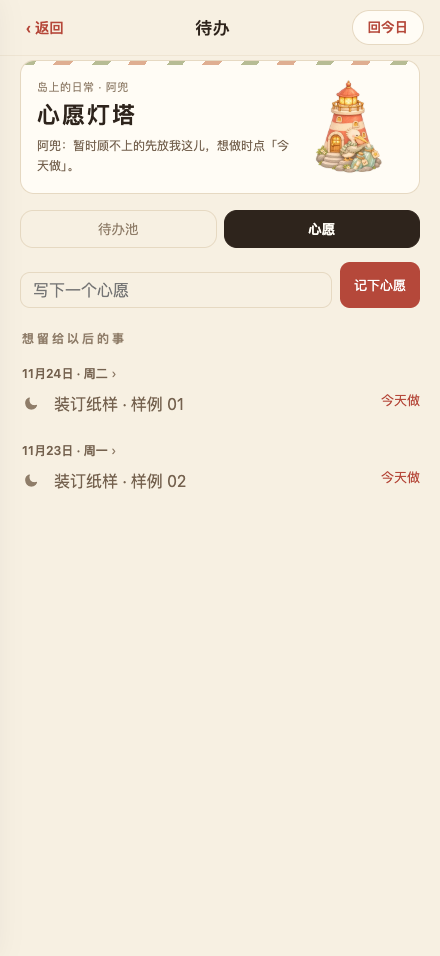 ‹ 返回
待办
回今日
岛上的日常 · 阿兜
心愿灯塔
阿兜：暂时顾不上的先放我这儿，想做时点「今
天做」。
待办池
心愿
写下一个心愿
记下心愿
想留给以后的事
11月24日 · 周二 ›
装订纸样 · 样例 01
今天做
11月23日 · 周一 ›
装订纸样 · 样例 02
今天做